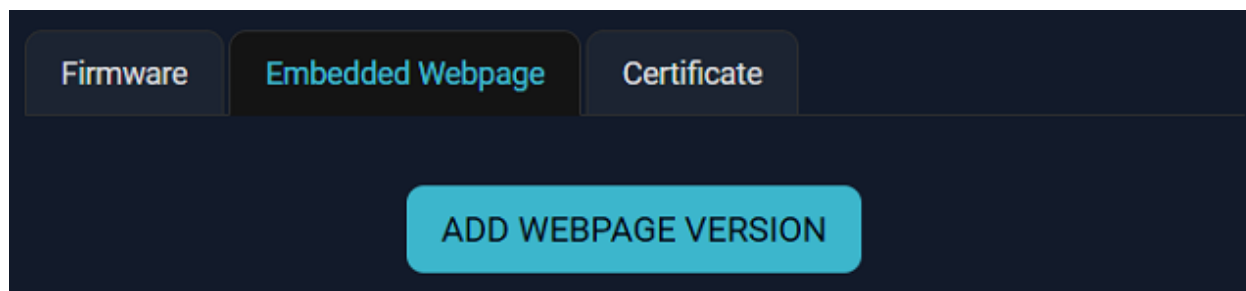 Firmware Embedded Webpage Certificate
ADD WEBPAGE VERSION